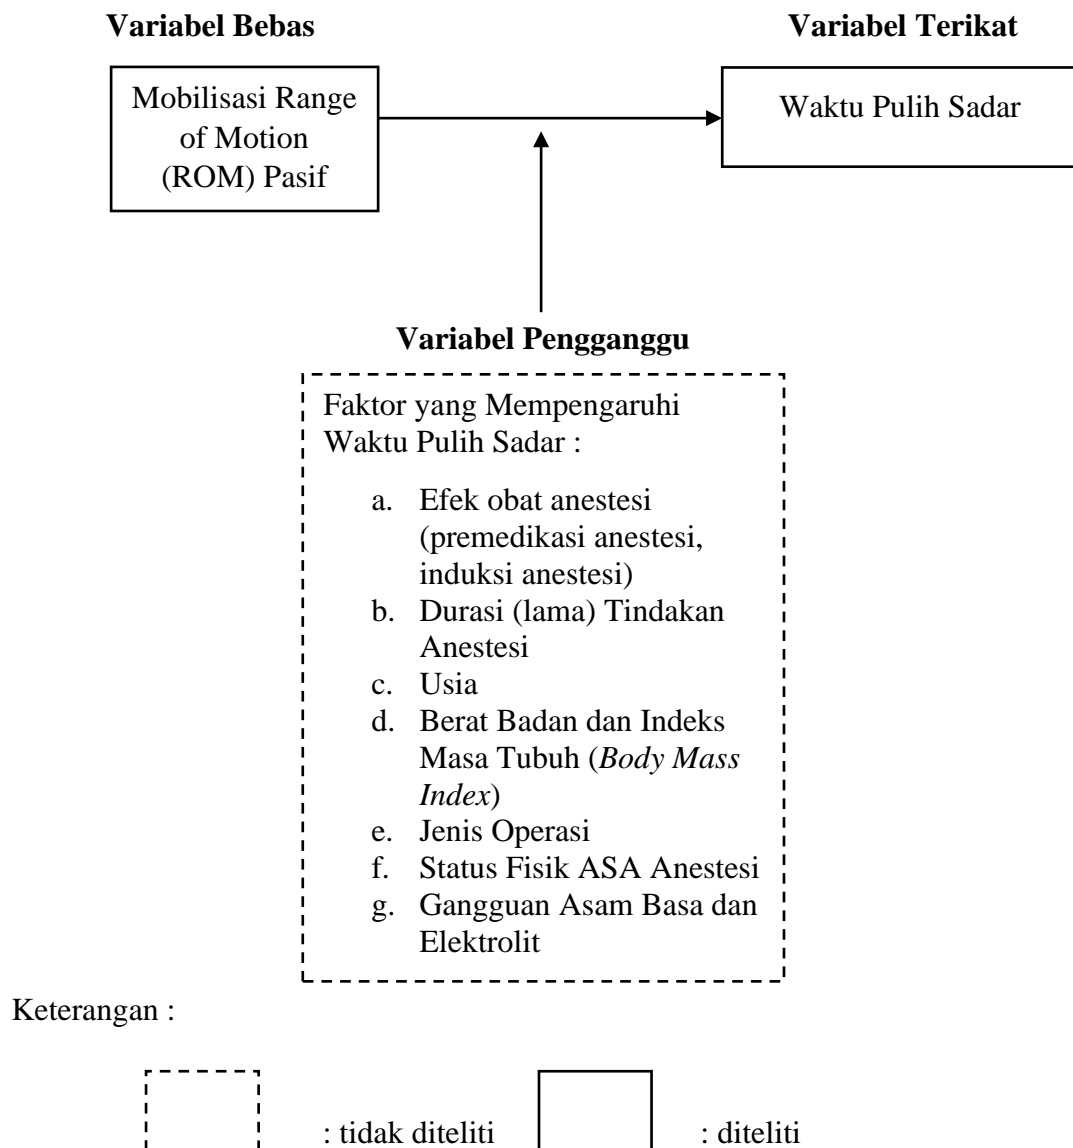 Variabel Bebas
Variabel Terikat
Mobilisasi Range
of Motion
(ROM) Pasif
Waktu Pulih Sadar
Variabel Pengganggu
Faktor yang Mempengaruhi
Waktu Pulih Sadar :
a. Efek obat anestesi
(premedikasi anestesi,
induksi anestesi)
b. Durasi (lama) Tindakan
Anestesi
c. Usia
d. Berat Badan dan Indeks
Masa Tubuh (Body Mass
Index)
e. Jenis Operasi
f. Status Fisik ASA Anestesi
g. Gangguan Asam Basa dan
Elektrolit
Keterangan :
: tidak diteliti
: diteliti